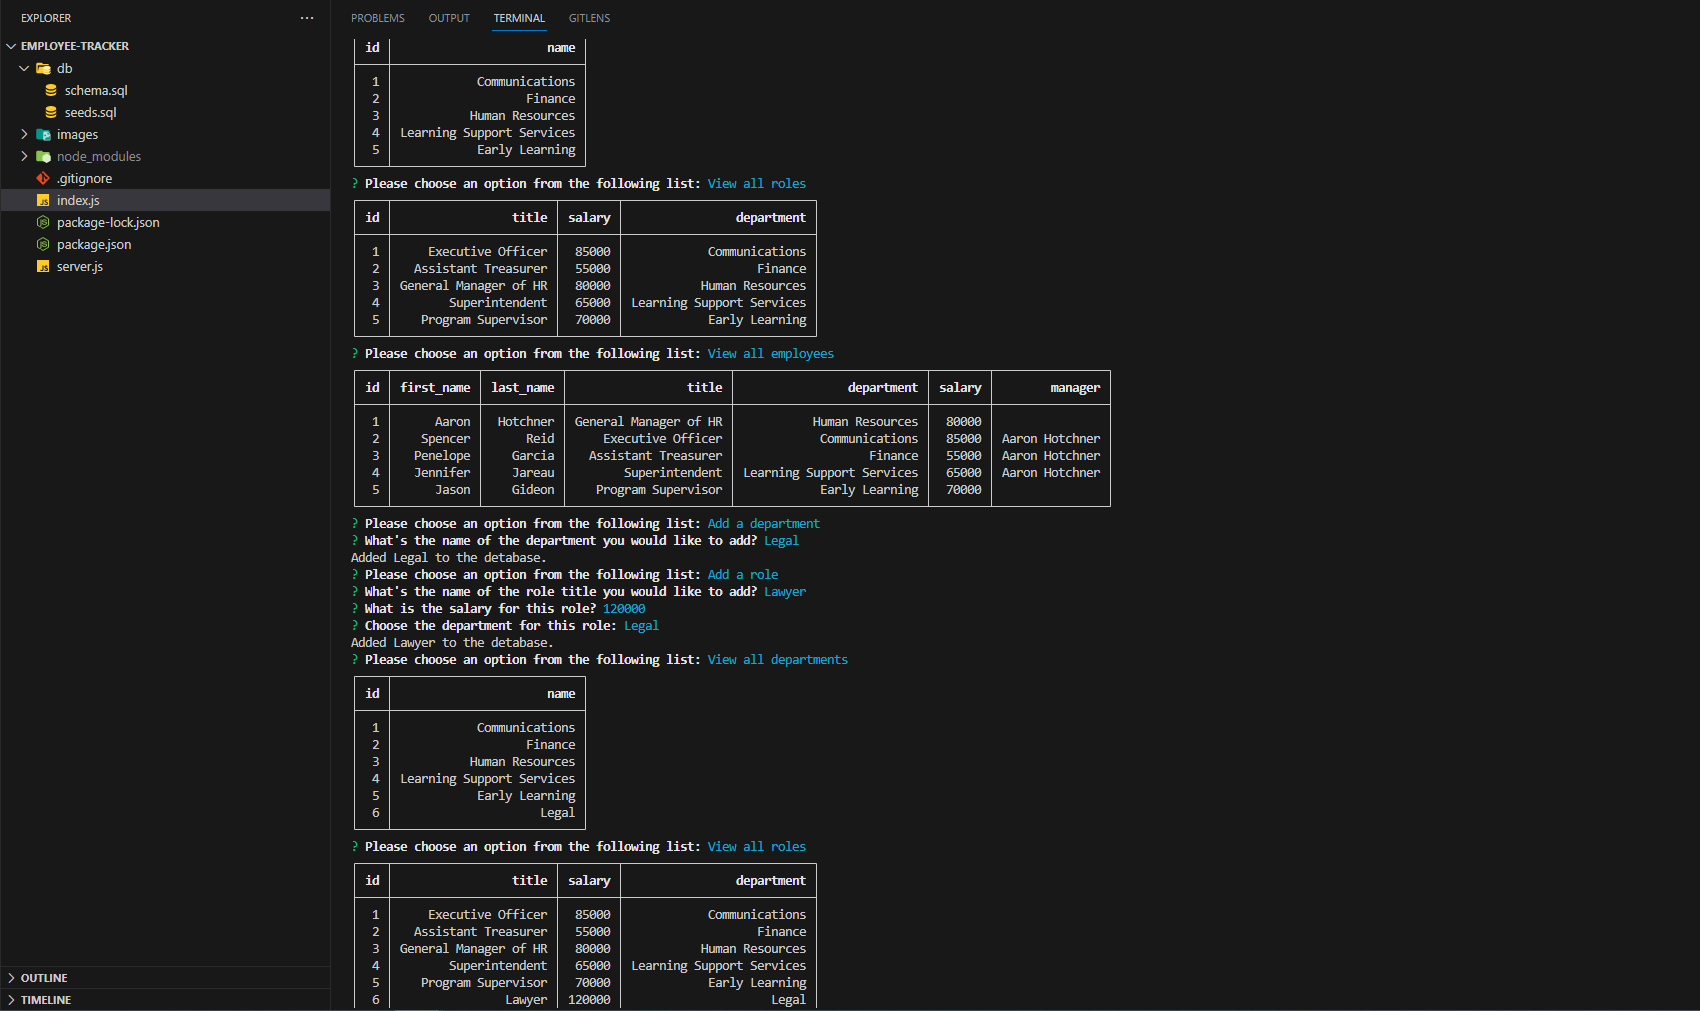 EXPLORER
EMPLOYEE-TRACKER
db
schema.sql
seeds.sql
images
node_modules
.gitignore
index.js
package-lock.json
package.json
server.js
OUTLINE
TIMELINE
PROBLEMS OUTPUT TERMINAL GITLENS
id name
1 Communications
2 Finance
3 Human Resources
4 Learning Support Services
5 Early Learning
? Please choose an option from the following list: View all roles
id title salary department
1 Executive Officer 85000 Communications
2 Assistant Treasurer 55000 Finance
3 General Manager of HR 80000 Human Resources
4 Superintendent 65000 Learning Support Services
5 Program Supervisor 70000 Early Learning
? Please choose an option from the following list: View all employees
id first_name last_name title department salary manager
1 Aaron Hotchner General Manager of HR Human Resources 80000
2 Spencer Reid Executive Officer Communications 85000 Aaron Hotchner
3 Penelope Garcia Assistant Treasurer Finance 55000 Aaron Hotchner
4 Jennifer Jareau Superintendent Learning Support Services 65000 Aaron Hotchner
5 Jason Gideon Program Supervisor Early Learning 70000
? Please choose an option from the following list: Add a department
? What's the name of the department you would like to add? Legal
Added Legal to the detabase.
? Please choose an option from the following list: Add a role
? What's the name of the role title you would like to add? Lawyer
? What is the salary for this role? 120000
? Choose the department for this role: Legal
Added Lawyer to the detabase.
? Please choose an option from the following list: View all departments
id name
1 Communications
2 Finance
3 Human Resources
4 Learning Support Services
5 Early Learning
6 Legal
? Please choose an option from the following list: View all roles
id title salary department
1 Executive Officer 85000 Communications
2 Assistant Treasurer 55000 Finance
3 General Manager of HR 80000 Human Resources
4 Superintendent 65000 Learning Support Services
5 Program Supervisor 70000 Early Learning
6 Lawyer 120000 Legal